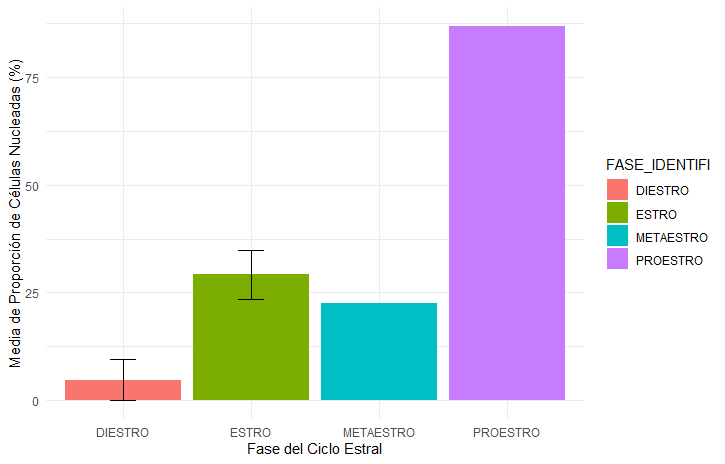 Media de Proporción de Células Nucleadas (%)
75
50
25
0
DIESTRO
ESTRO
METAESTRO
PROESTRO
Fase del Ciclo Estral
FASE_IDENTIFI
DIESTRO
ESTRO
METAESTRO
PROESTRO